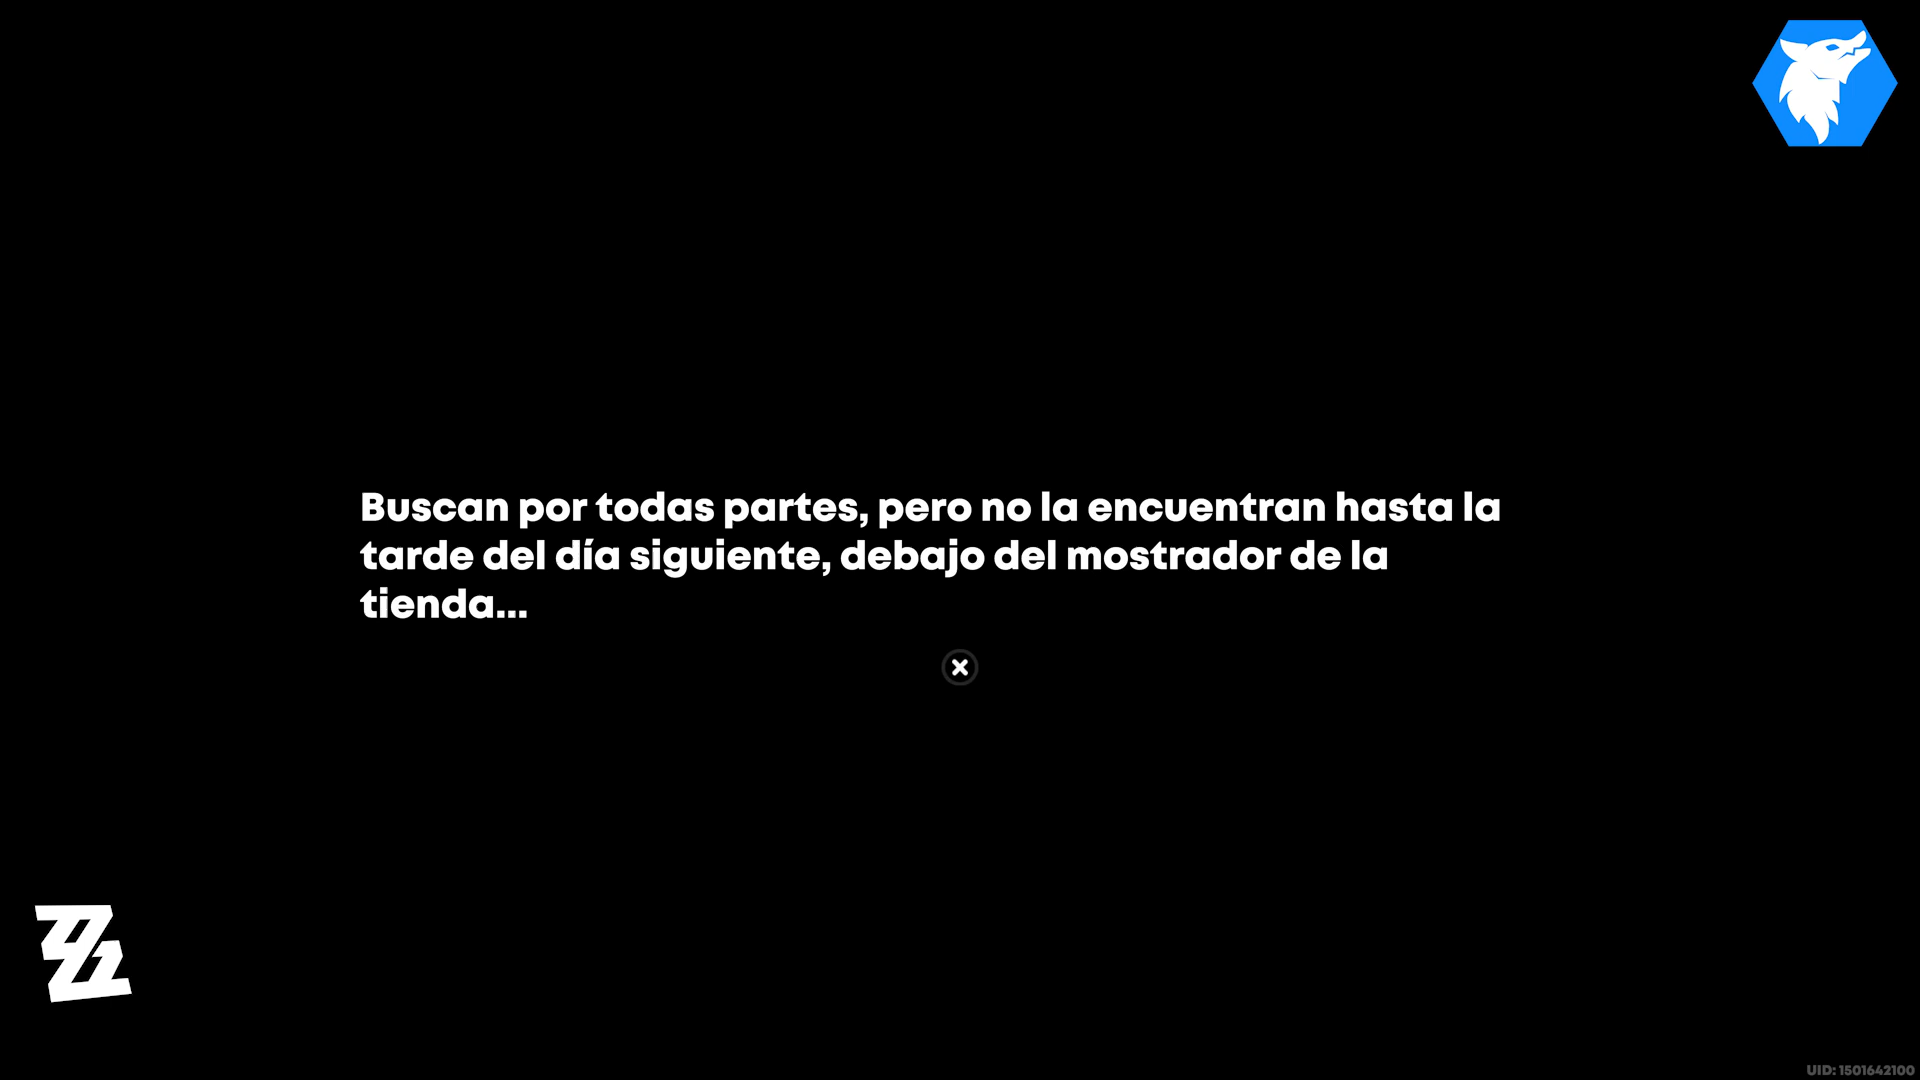 Buscan por todas partes, pero no la encuentran hasta la
tarde del día siguiente, debajo del mostrador de la
tienda...
UID: 1501642100